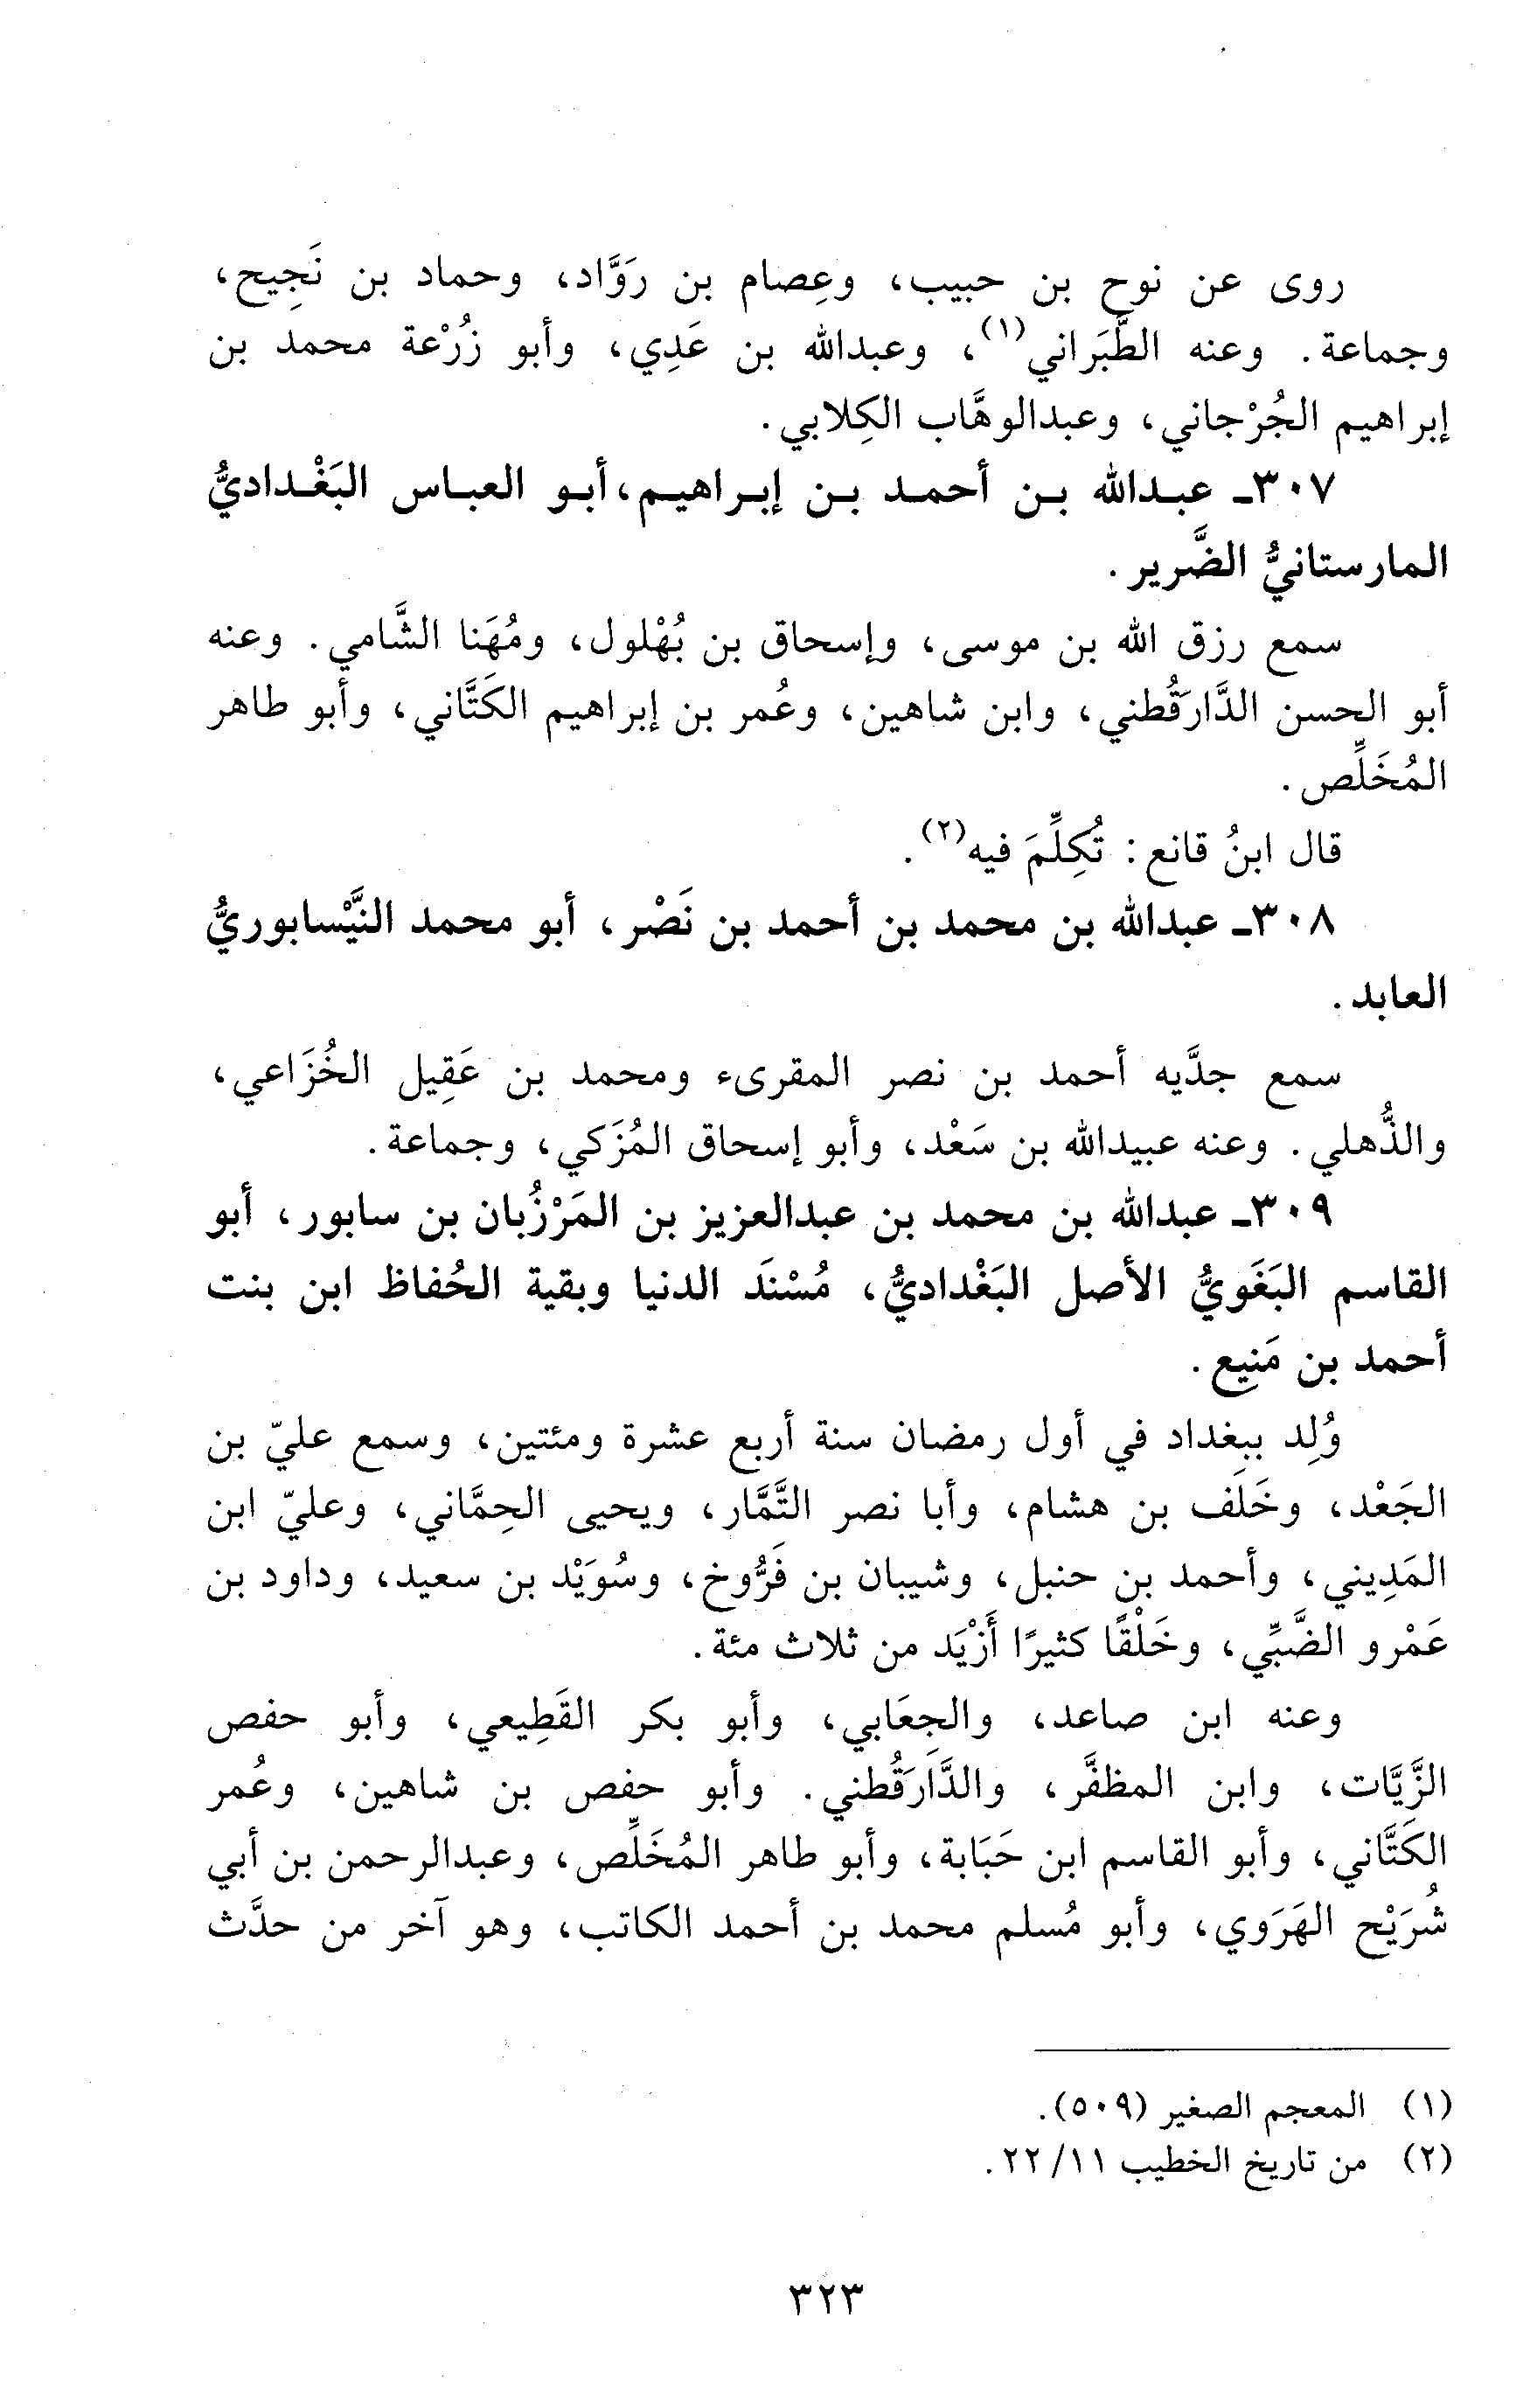 روى عن نوح بن حبيب، وعِصام بن رَوَّاد، وحماد بن نَجِيح،
وجماعة. وعنه الطَّبَراني(١)، وعبدالله بن عَدِي، وأبو زُرْعة محمد بن
إبراهيم الجُرْجاني، وعبدالوهَّاب الكِلابي.
٣٠٧ـ عبدالله بن أحمد بن إبراهيم، أبو العباس البَغْداديُّ
المارستانيُّ الضَّرير.
سمع رزق الله بن موسى، وإسحاق بن بُهْلول، ومُهَنا الشَّامي. وعنه
أبو الحسن الدَّارَقُطني، وابن شاهين، وعُمر بن إبراهيم الكَتَّاني، وأبو طاهر
المُخَلِّص.
قال ابنُ قانع: تُكِلِّمَ فيه(٢).
٣٠٨ـ عبدالله بن محمد بن أحمد بن نَصْر، أبو محمد النَّيْسابوريُّ
العابد.
سمع جدَّيه أحمد بن نصر المقرىء ومحمد بن عَقِيل الخُزَاعي،
والذُّهلي. وعنه عبيدالله بن سَعْد، وأبو إسحاق المُزَكي، وجماعة.
٣٠٩ـ عبدالله بن محمد بن عبدالعزيز بن المَرْزُبان بن سابور، أبو
القاسم البَغَويُّ الأصل البَغْداديُّ، مُسْنَد الدنيا وبقية الحُفاظ ابن بنت
أحمد بن مَنِيع.
وُلِد ببغداد في أول رمضان سنة أربع عشرة ومئتين، وسمع عليّ بن
الجَعْد، وخَلَف بن هشام، وأبا نصر التَّمَّار، ويحيى الحِمَّاني، وعليّ ابن
المَدِيني، وأحمد بن حنبل، وشيبان بن فَرُّوخ، وسُوَيْد بن سعيد، وداود بن
عَمْرو الضَّبِّي، وخَلْقًا كثيرًا أَزْيَد من ثلاث مئة.
وعنه ابن صاعد، والجِعَابي، وأبو بكر القَطِيعي، وأبو حفص
الزَّيَّات، وابن المظفَّر، والدَّارَقُطني. وأبو حفص بن شاهين، وعُمر
الكَتَّاني، وأبو القاسم ابن حَبَابة، وأبو طاهر المُخَلِّص، وعبدالرحمن بن أبي
شُرَيْح الهَرَوي، وأبو مُسلم محمد بن أحمد الكاتب، وهو آخر من حدَّث
(١) المعجم الصغير (٥٠٩).
(٢) من تاريخ الخطيب ١١/ ٢٢.
٣٢٣